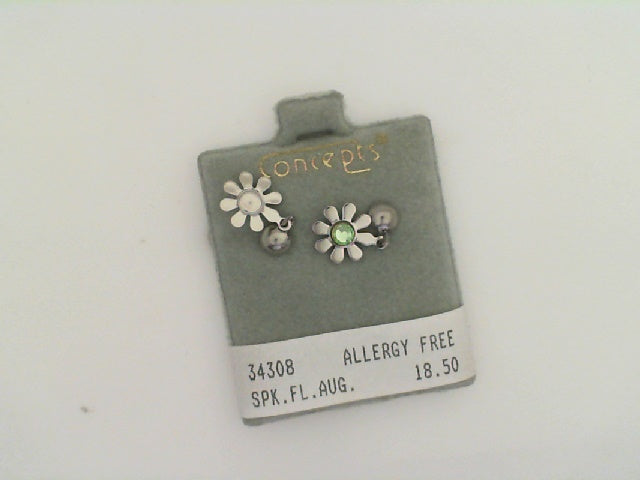 Concepts
34308 ALLERGY FREE
SPK.FL.AUG. 18.50